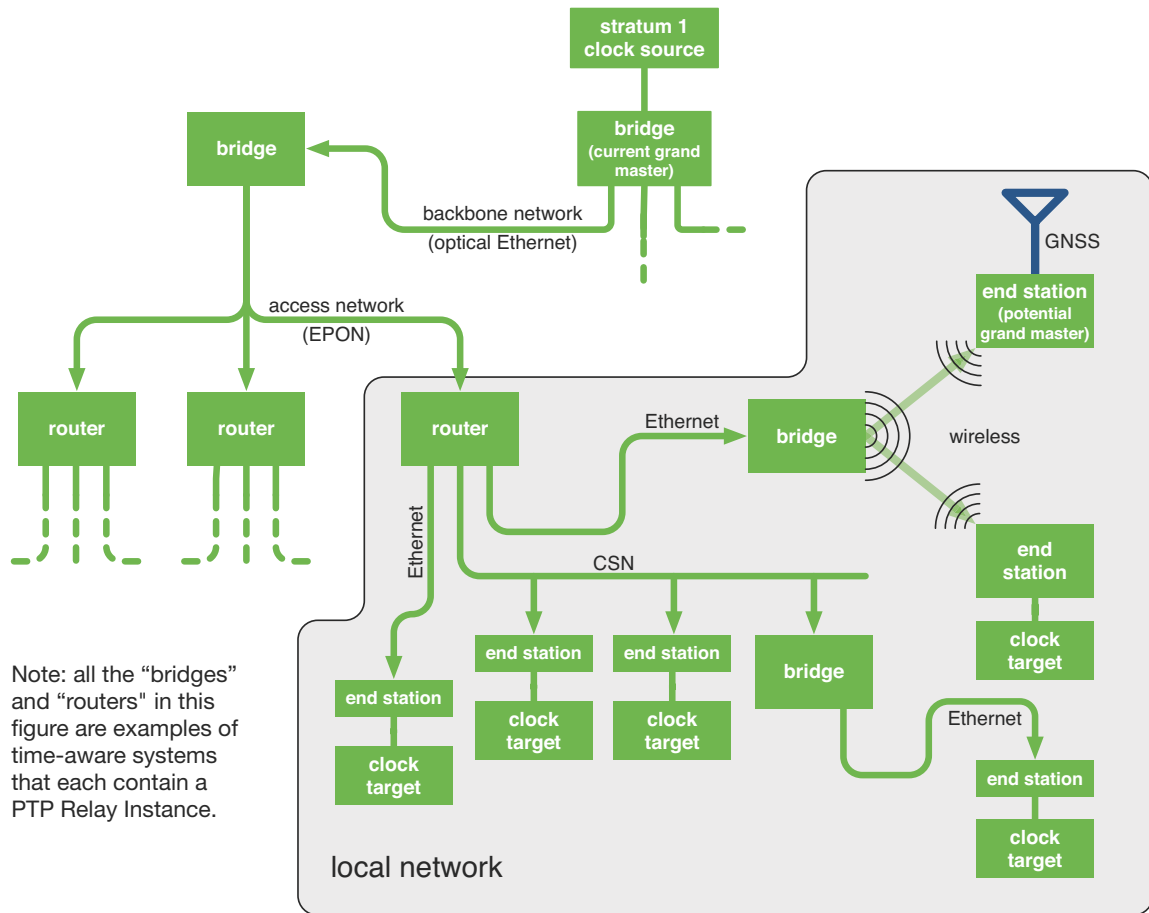 stratum 1
clock source
bridge
(current grand
master)
bridge
backbone network
(optical Ethernet)
GNSS
end station
(potential
grand master)
access network
(EPON)
router
router
router
Ethernet
bridge
wireless
Ethernet
CSN
end
station
clock
target
end station
clock
target
end station
clock
target
end station
clock
target
bridge
Ethernet
end station
clock
target
Note: all the “bridges”
and “routers" in this
figure are examples of
time-aware systems
that each contain a
PTP Relay Instance.
local network